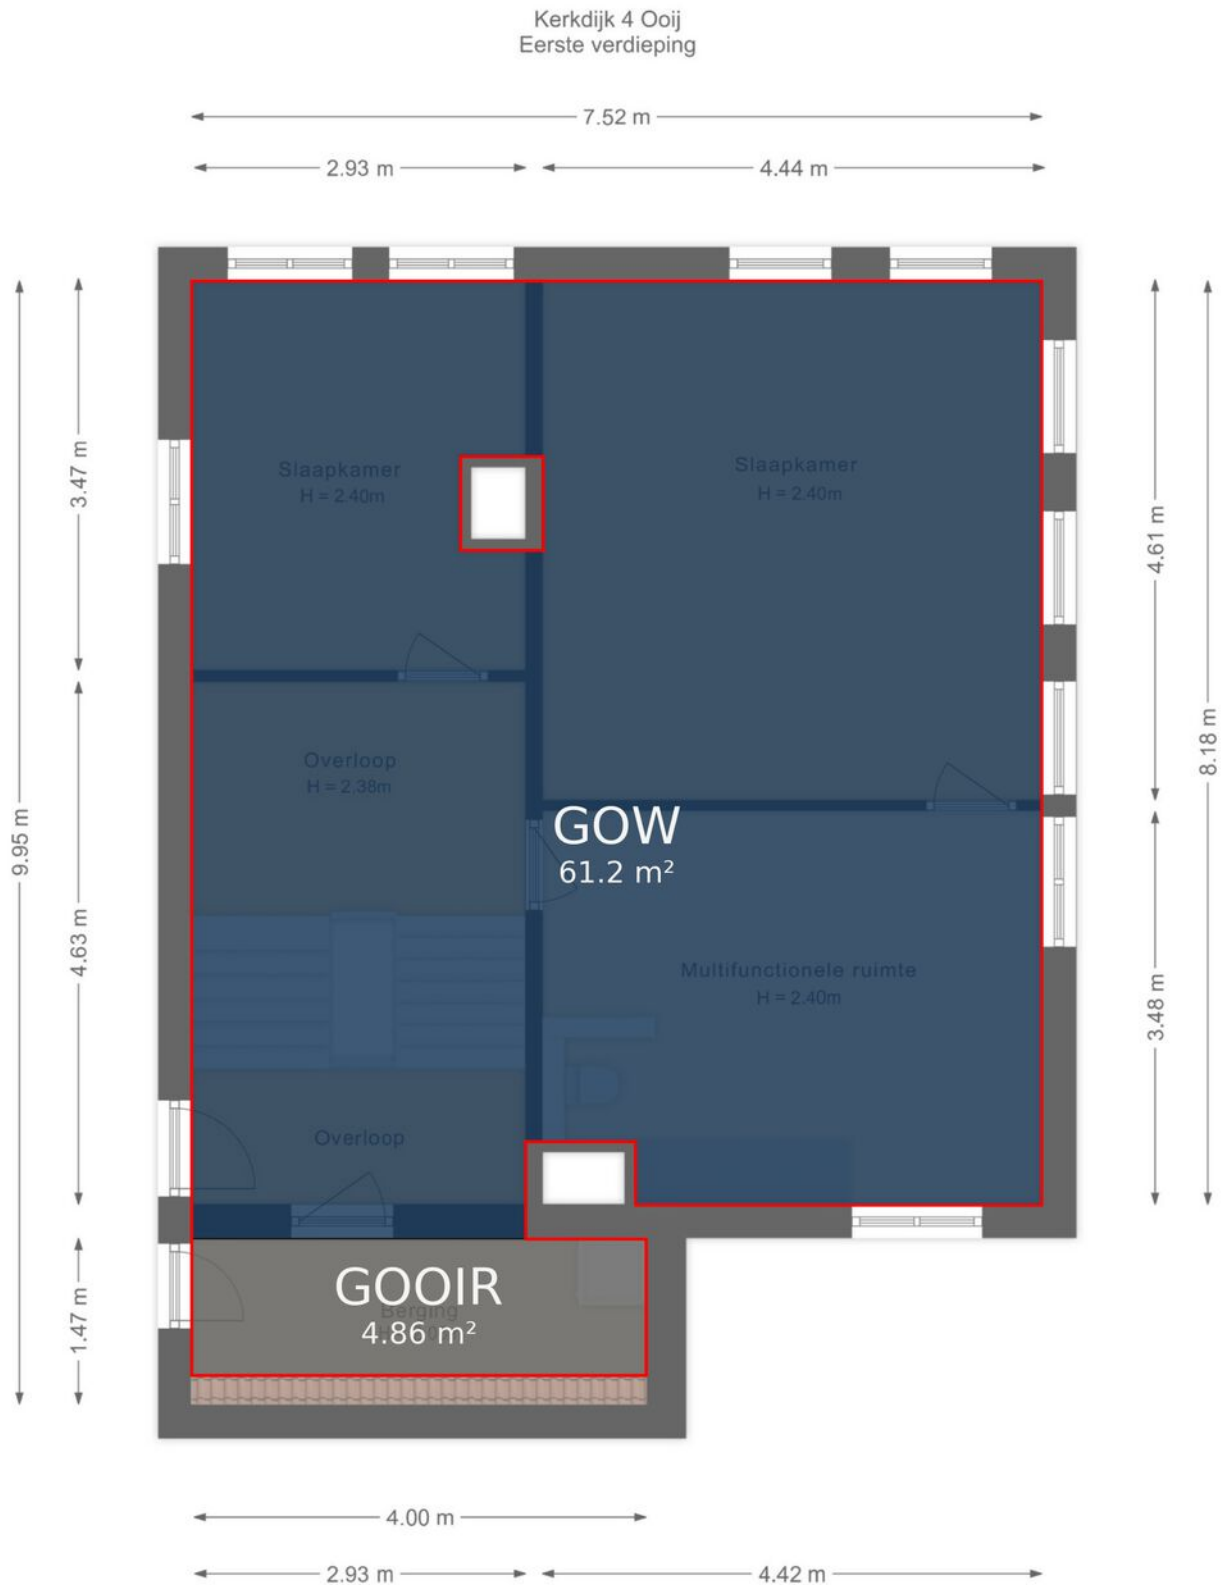 Kerkdijk 4 Ooij
Eerste verdieping
7.52 m
2.93 m
4.44 m
Slaapkamer
H = 2.40m
Slaapkamer
H = 2.40m
3.47 m
4.61 m
8.18 m
9.95 m
Overloop
H = 2.38m
GOW
61.2 m²
4.63 m
Multifunctionele ruimte
H = 2.40m
3.48 m
Overloop
GOOIR
Berging
4.86 m²
1.47 m
4.00 m
2.93 m
4.42 m